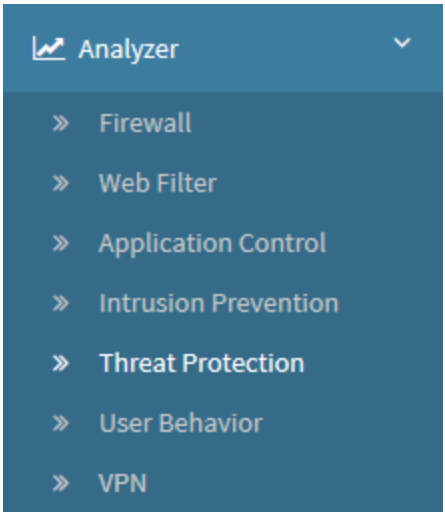 Analyzer
Firewall
Web Filter
Application Control
Intrusion Prevention
Threat Protection
User Behavior
VPN